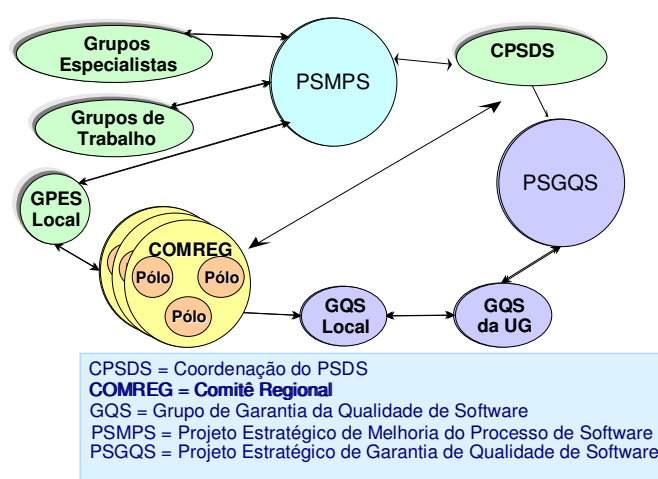 Grupos
Especialistas
PSMPS
CPSDS
Grupos de
Trabalho
PSGQS
GPES
Local
COMREG
Pólo
Pólo
Pólo
GQS
Local
GQS
da UG
CPSDS = Coordenação do PSDS
COMREG = Comitê Regional
GQS = Grupo de Garantia da Qualidade de Software
PSMPS = Projeto Estratégico de Melhoria do Processo de Software
PSGQS = Projeto Estratégico de Garantia de Qualidade de Software